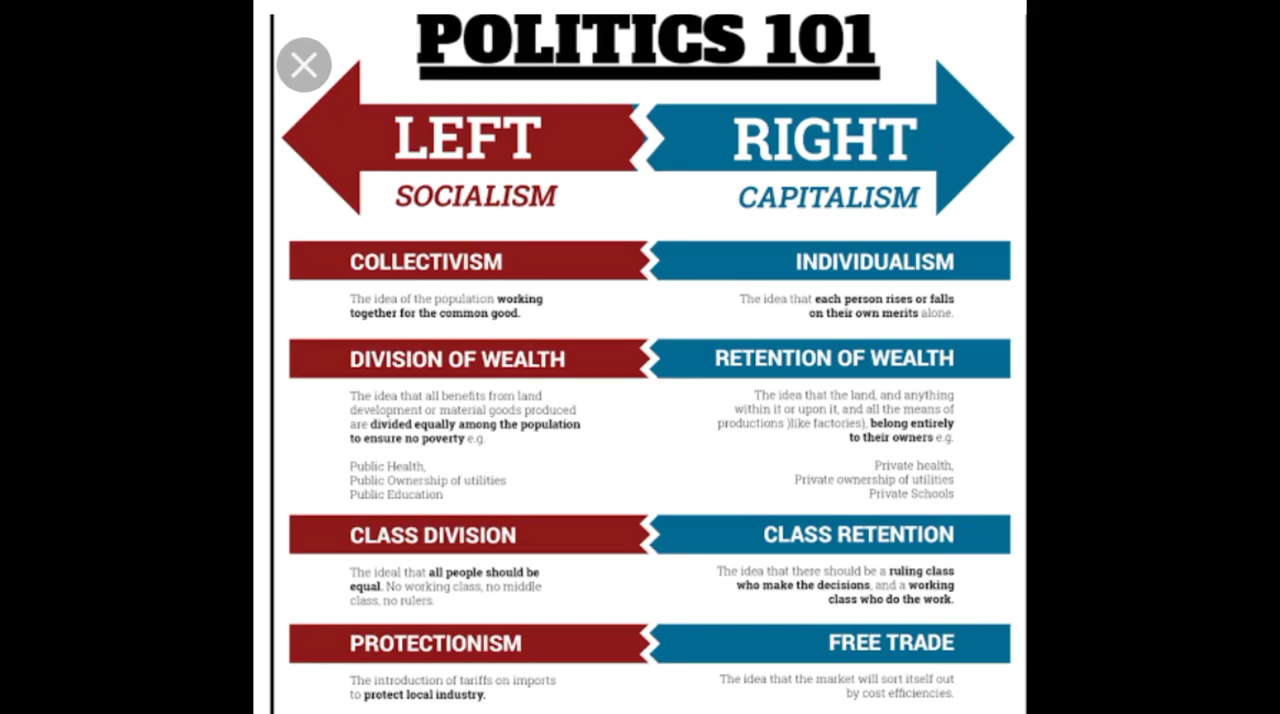 POLITICS 101
LEFT
RIGHT
SOCIALISM
CAPITALISM
COLLECTIVISM
INDIVIDUALISM
The idea of the population working
together for the common good.
The idea that each person rises or falls
on their own merits alone.
DIVISION OF WEALTH
RETENTION OF WEALTH
The idea that all benefits from land
development or material goods produced
are divided equally among the population
to ensure no poverty e.g.
Public Health,
Public Ownership of utilities
Public Education
The idea that the land, and anything
within it or upon it, and all the means of
productions )like factories), belong entirely
to their owners e.g.
Private health,
Private ownership of utilities
Private Schools
CLASS DIVISION
CLASS RETENTION
The ideal that all people should be
equal. No working class, no middle
class, no rulers.
The idea that there should be a ruling class
who make the decisions, and a working
class who do the work.
PROTECTIONISM
FREE TRADE
The introduction of tariffs on imports
to protect local industry.
The idea that the market will sort itself out
by cost efficiencies.